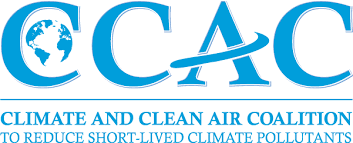 CCAC
CLIMATE AND CLEAN AIR COALITION
TO REDUCE SHORT-LIVED CLIMATE POLLUTANTS